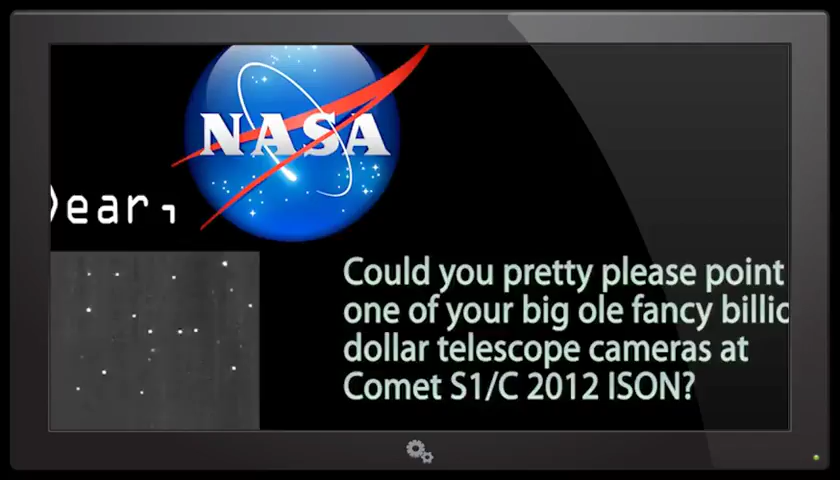 NASA
Dear,
Could you pretty please point
one of your big ole fancy billio
dollar telescope cameras at
Comet S1/C 2012 ISON?